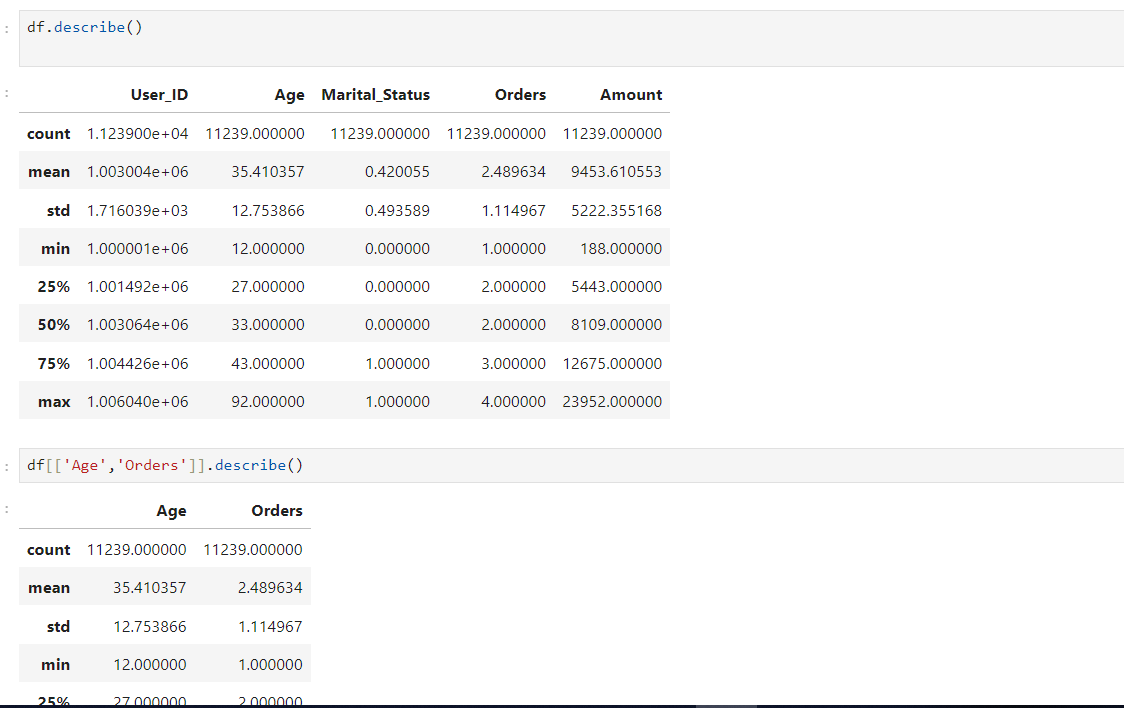 :
df.describe()
:
User_ID Age Marital_Status Orders Amount
count 1.123900e+04 11239.000000 11239.000000 11239.000000 11239.000000
mean 1.003004e+06 35.410357 0.420055 2.489634 9453.610553
std 1.716039e+03 12.753866 0.493589 1.114967 5222.355168
min 1.000001e+06 12.000000 0.000000 1.000000 188.000000
25% 1.001492e+06 27.000000 0.000000 2.000000 5443.000000
50% 1.003064e+06 33.000000 0.000000 2.000000 8109.000000
75% 1.004426e+06 43.000000 1.000000 3.000000 12675.000000
max 1.006040e+06 92.000000 1.000000 4.000000 23952.000000
:
df[['Age','Orders']].describe()
:
Age Orders
count 11239.000000 11239.000000
mean 35.410357 2.489634
std 12.753866 1.114967
min 12.000000 1.000000
25% 27.000000 2.000000